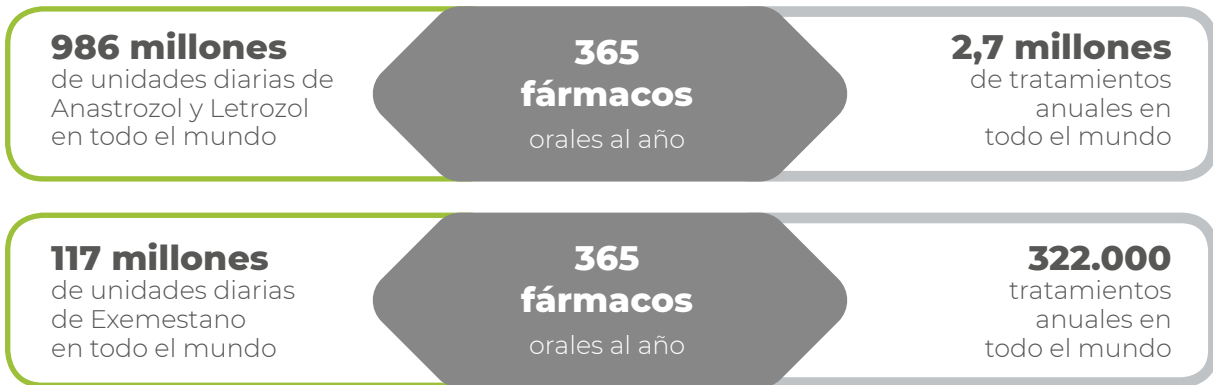 986 millones
de unidades diarias de
Anastrozol y Letrozol
en todo el mundo
365
fármacos
orales al año
2,7 millones
de tratamientos
anuales en
todo el mundo
117 millones
de unidades diarias
de Exemestano
en todo el mundo
365
fármacos
orales al año
322.000
tratamientos
anuales en
todo el mundo